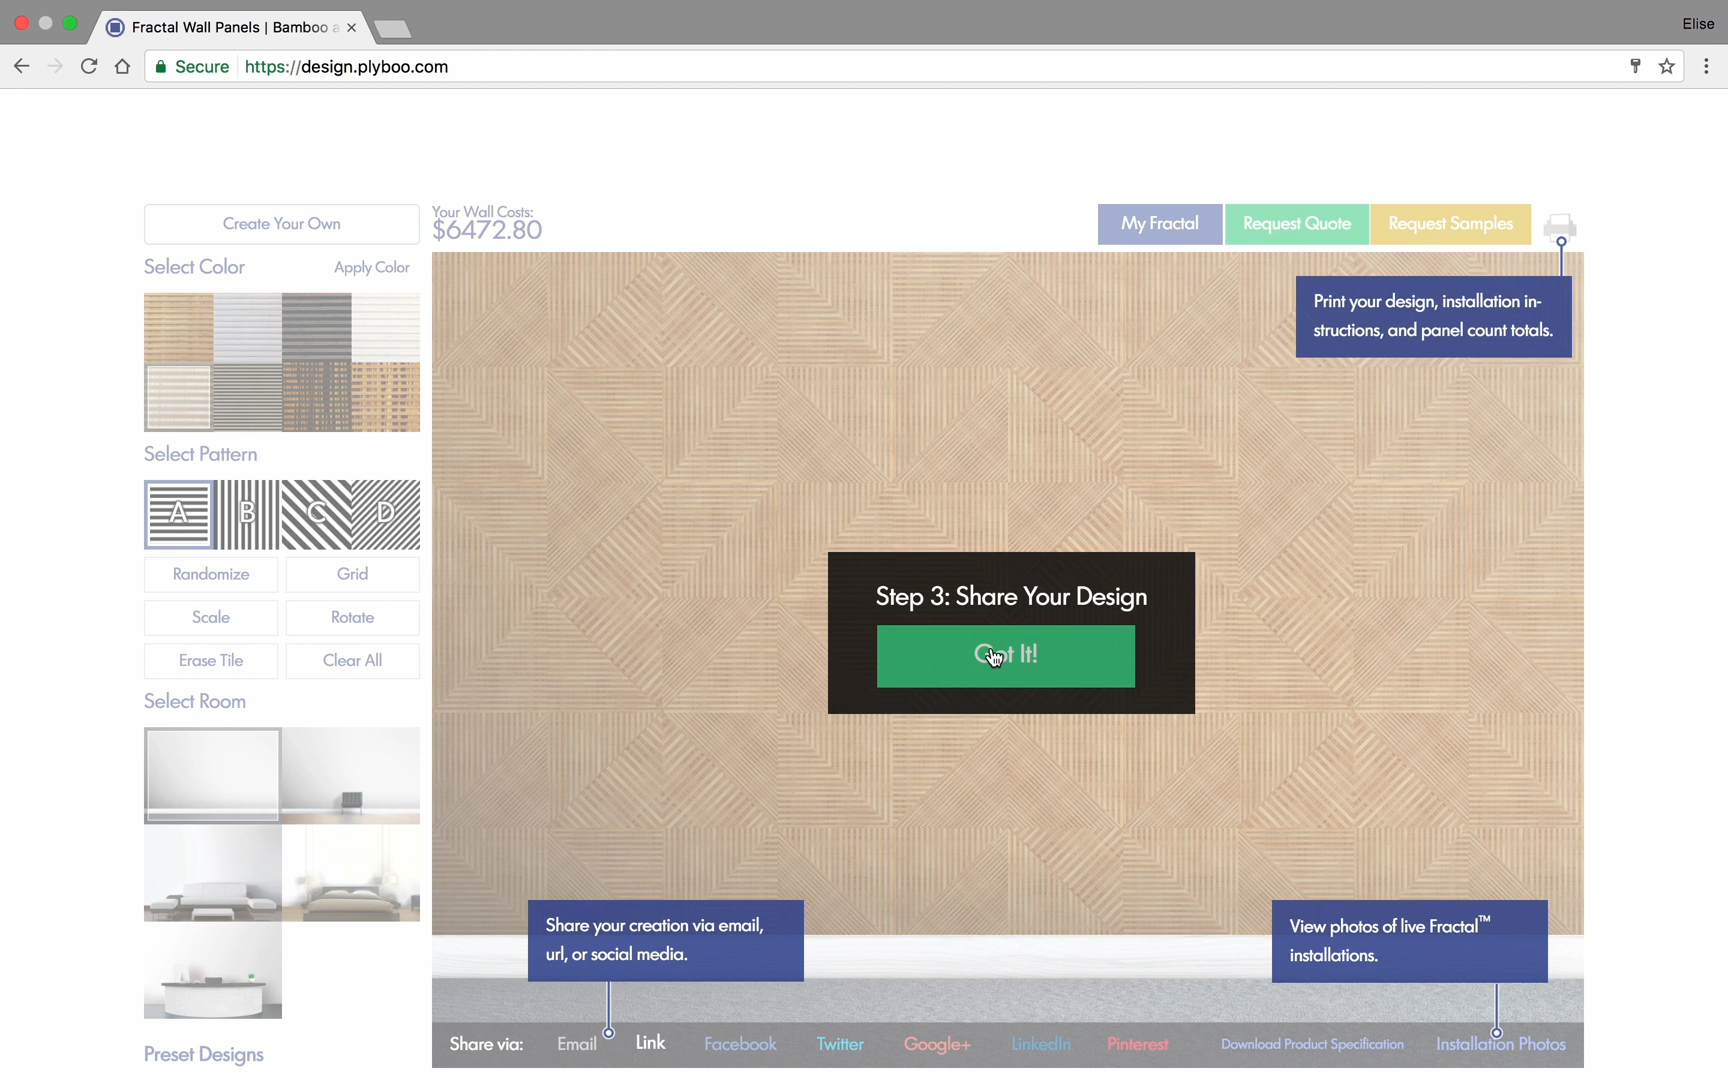 Fractal Wall Panels | Bamboo a
Elise
Secure
https://design.plyboo.com
Create Your Own
Your Wall Costs:
$6472.80
My Fractal
Request Quote
Request Samples
Select Color
Apply Color
Print your design, installation in-
structions, and panel count totals.
Select Pattern
A
B
C
D
Randomize
Grid
Scale
Rotate
Erase Tile
Clear All
Step 3: Share Your Design
Got It!
Select Room
Share your creation via email,
url, or social media.
View photos of live Fractal™
installations.
Share via:
Email
Link
Facebook
Twitter
Google+
LinkedIn
Pinterest
Download Product Specification
Installation Photos
Preset Designs